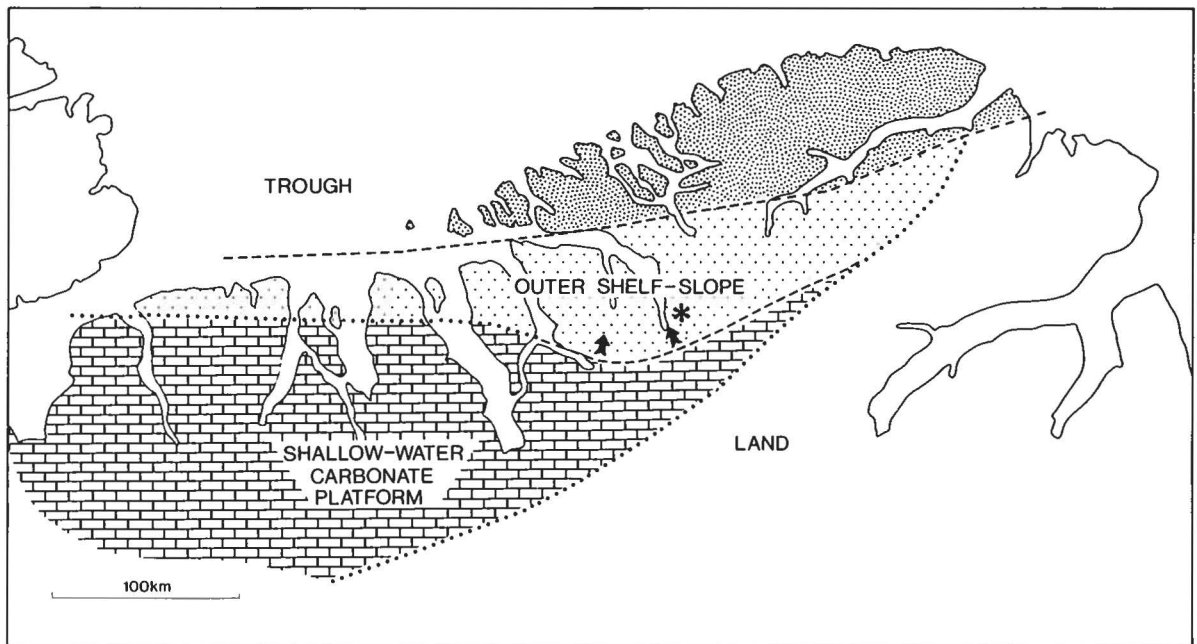 TROUGH
OUTER SHELF-SLOPE
*
LAND
SHALLOW-WATER
CARBONATE
PLATFORM
100km